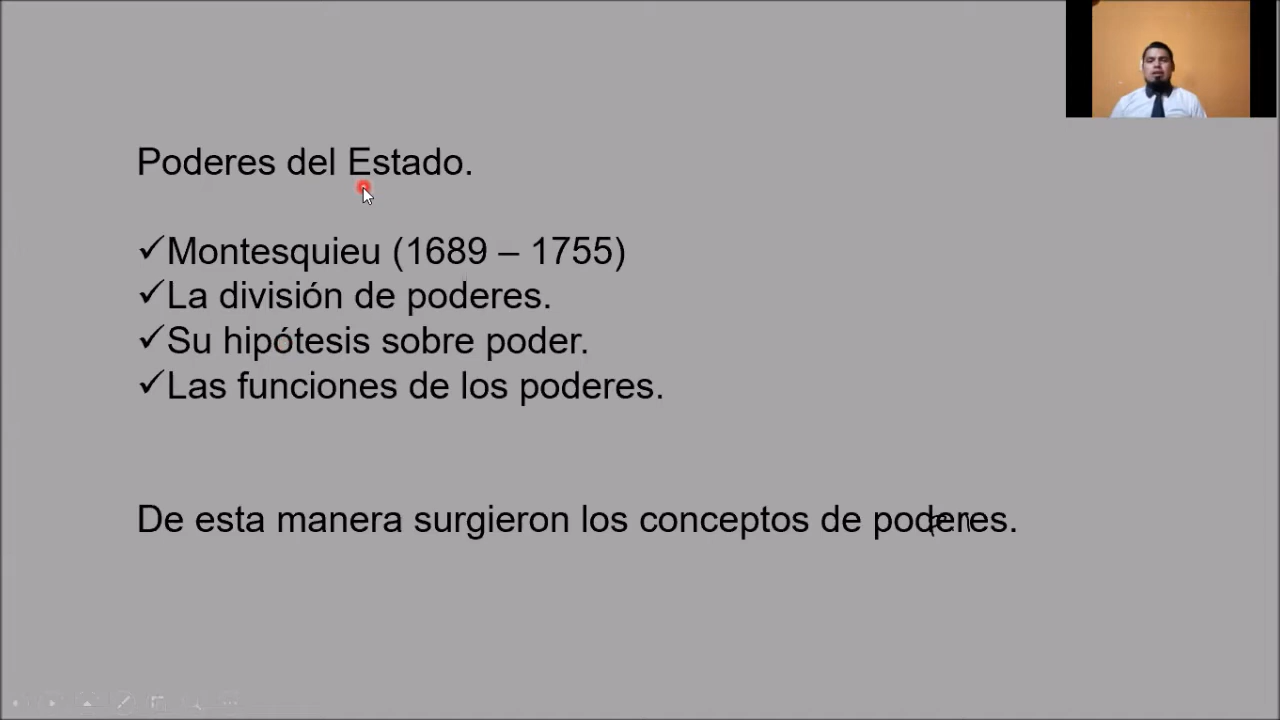 Poderes del Estado.
✓Montesquieu (1689 – 1755)
✓La división de poderes.
✓Su hipótesis sobre poder.
✓Las funciones de los poderes.
De esta manera surgieron los conceptos de poderes.